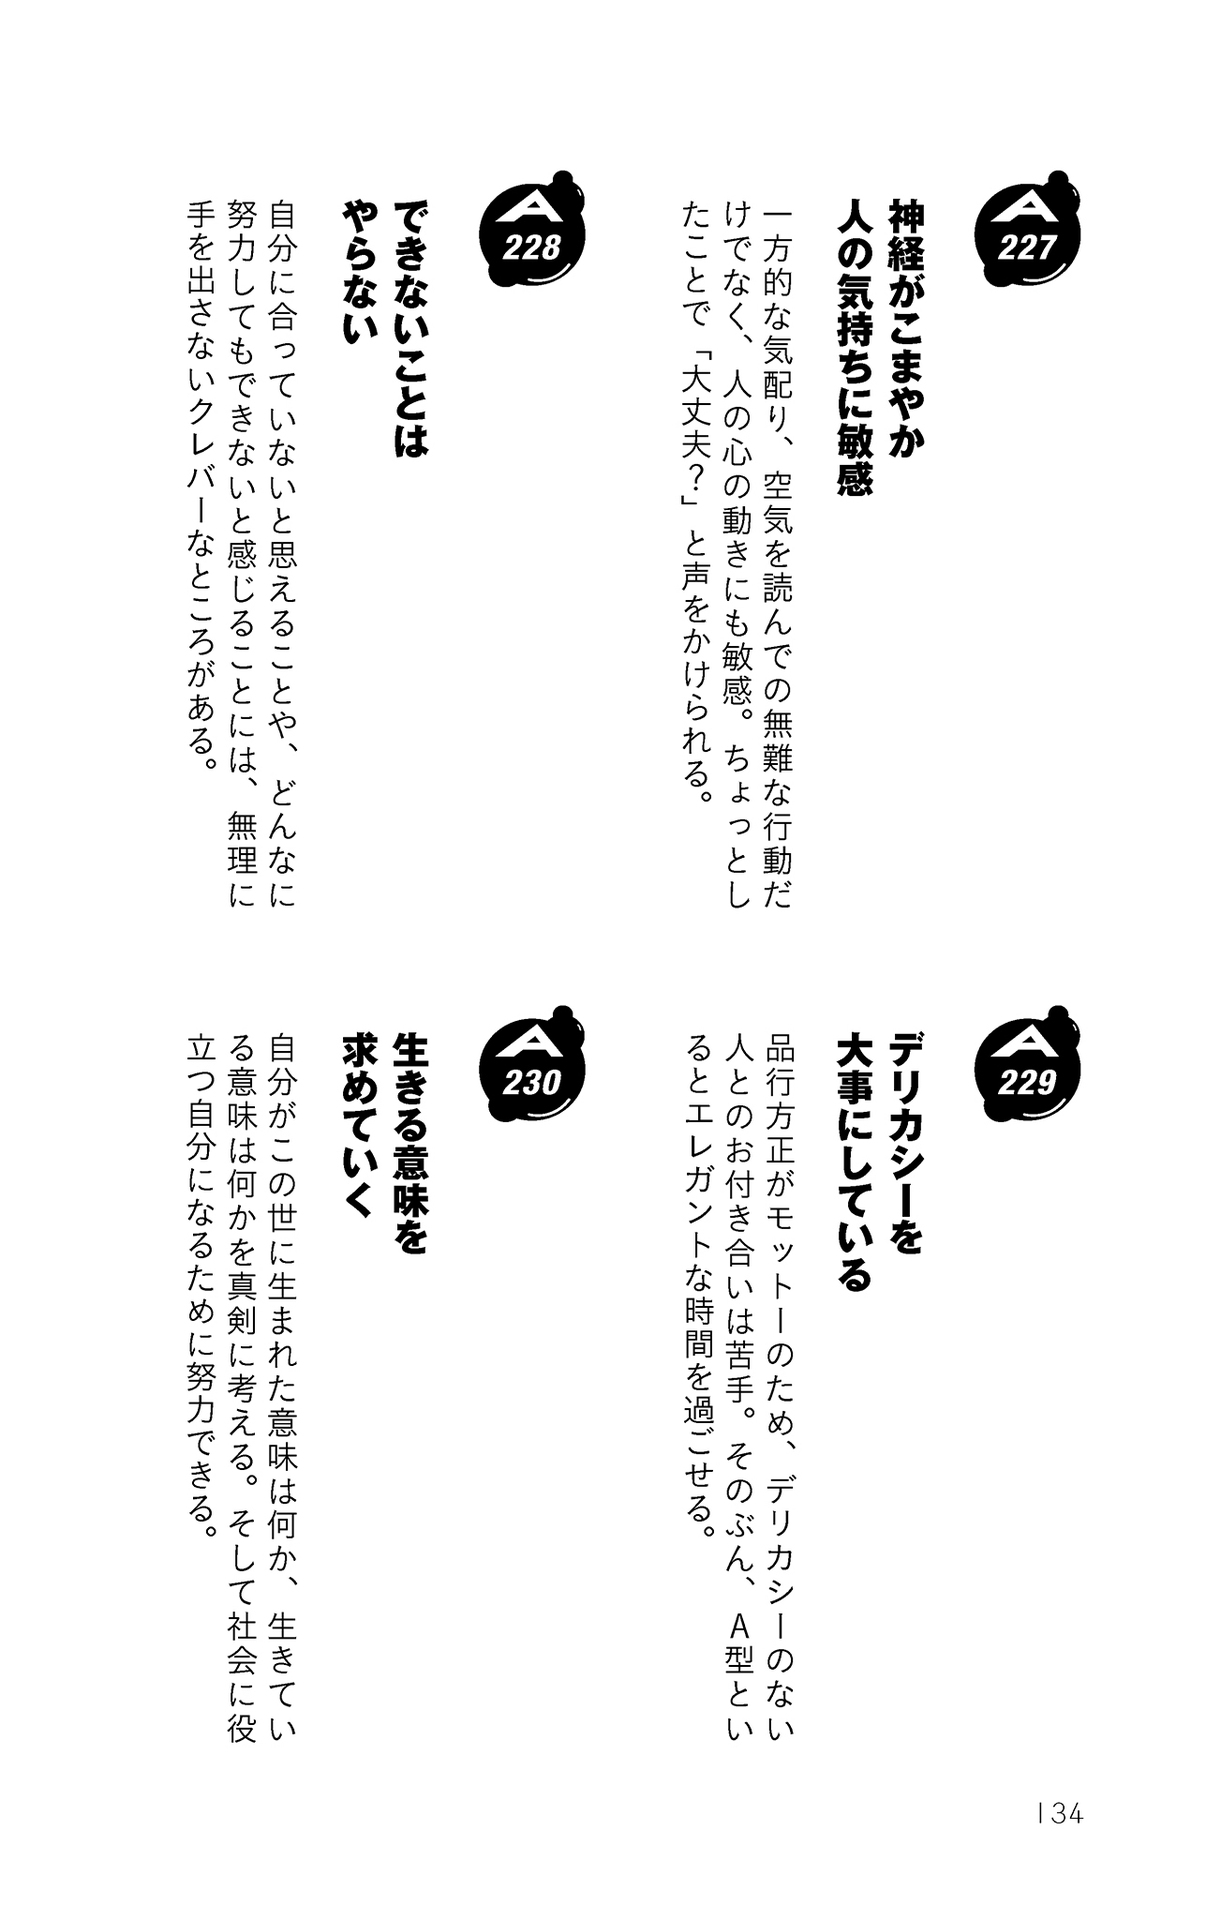 A
227
神経がこまやか
人の気持ちに敏感
一方的な気配り、空気を読んでの無難な行動だ
けでなく、人の心の動きにも敏感。ちょっとし
たことで「大丈夫？」と声をかけられる。
A
228
できないことは
やらない
自分に合っていないと思えることや、どんなに
努力してもできないと感じることには、無理に
手を出さないクレバーなところがある。
A
229
デリカシーを
大事にしている
品行方正がモットーのため、デリカシーのない
人とのお付き合いは苦手。そのぶん、A型とい
るとエレガントな時間を過ごせる。
A
230
生きる意味を
求めていく
自分がこの世に生まれた意味は何か、生きてい
る意味は何かを真剣に考える。そして社会に役
立つ自分になるために努力できる。
134